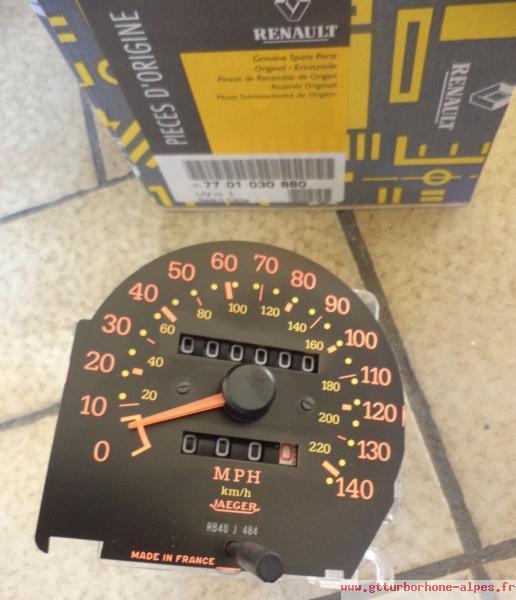 RENAULT
PIECES D'ORIGINE
Genuine Spare Parts
Original - Ersatzteile
Piezas de Recambio de Origen
Ricambi Originali
Peças Sobresselentes de Origem
RENAULT
77 01 030 880
0 10 20 30 40 50 60 70 80 90 100 110 120 130 140
20 40 60 80 100 120 140 160 180 200 220
000000
0000
MPH
km/h
JAEGER
RB40 J 484
MADE IN FRANCE
www.gtturborhone-alpes.fr